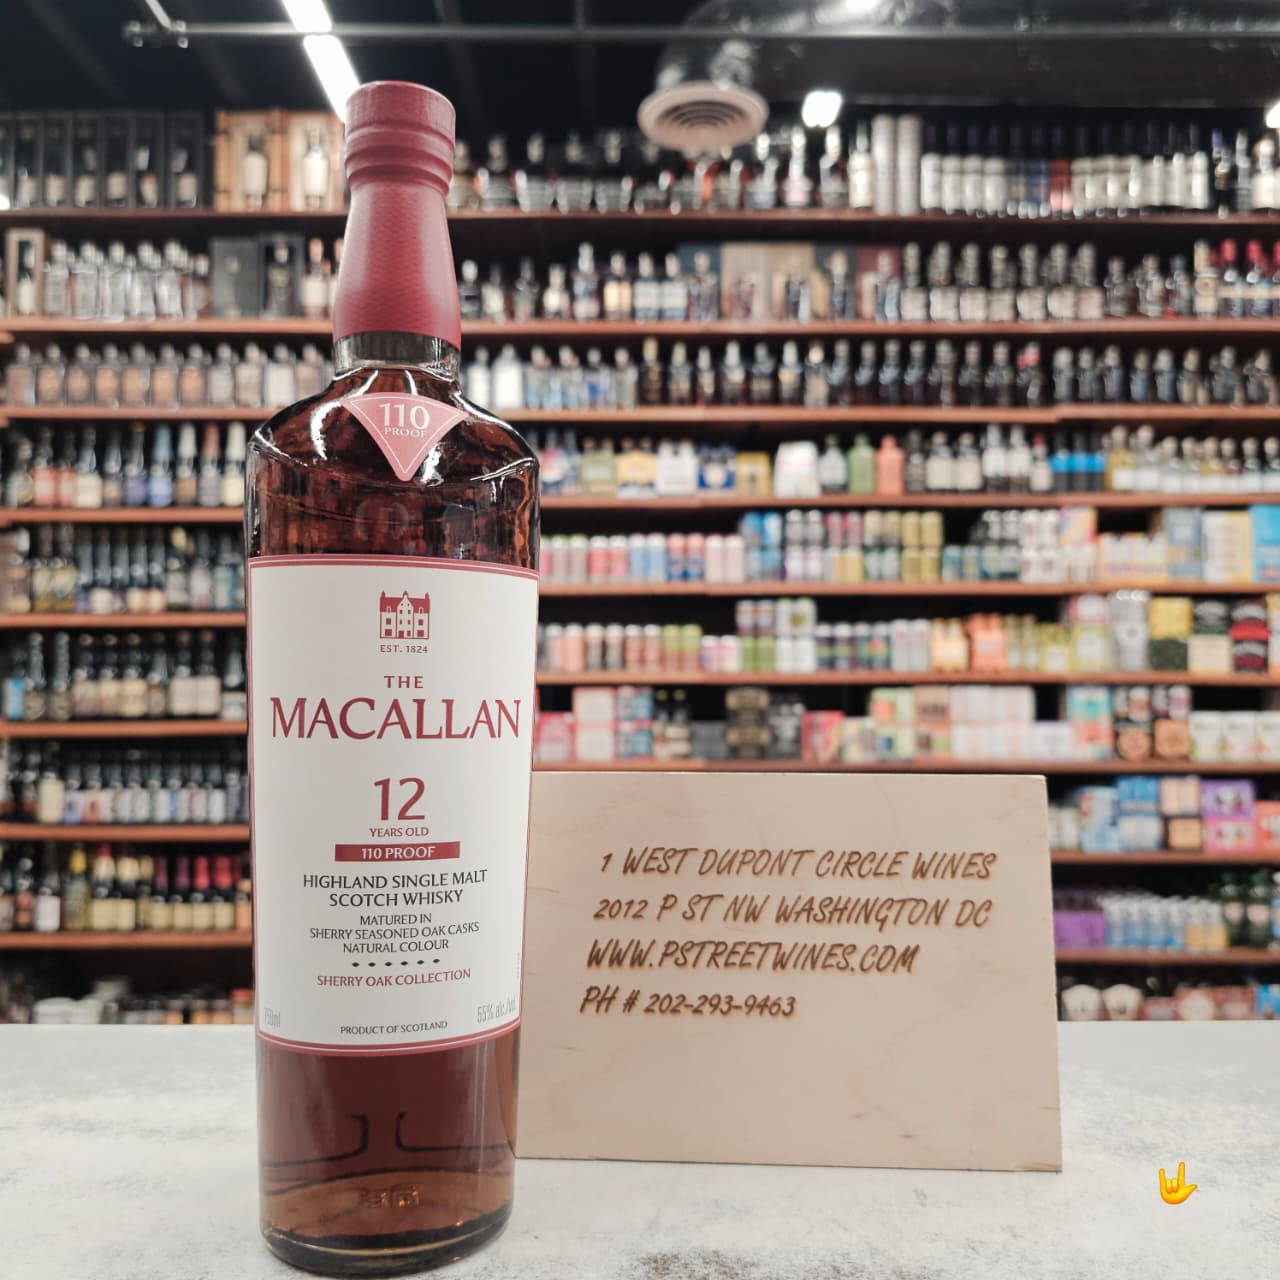 110
PROOF
EST. 1824
THE
MACALLAN
12
YEARS OLD
110 PROOF
HIGHLAND SINGLE MALT
SCOTCH WHISKY
MATURED IN
SHERRY SEASONED OAK CASKS
NATURAL COLOUR
SHERRY OAK COLLECTION
750ml
PRODUCT OF SCOTLAND
55% alc./vol.
1 WEST DUPONT CIRCLE WINES
2012 P ST NW WASHINGTON DC
WWW.PSTREETWINES.COM
PH # 202-293-9463